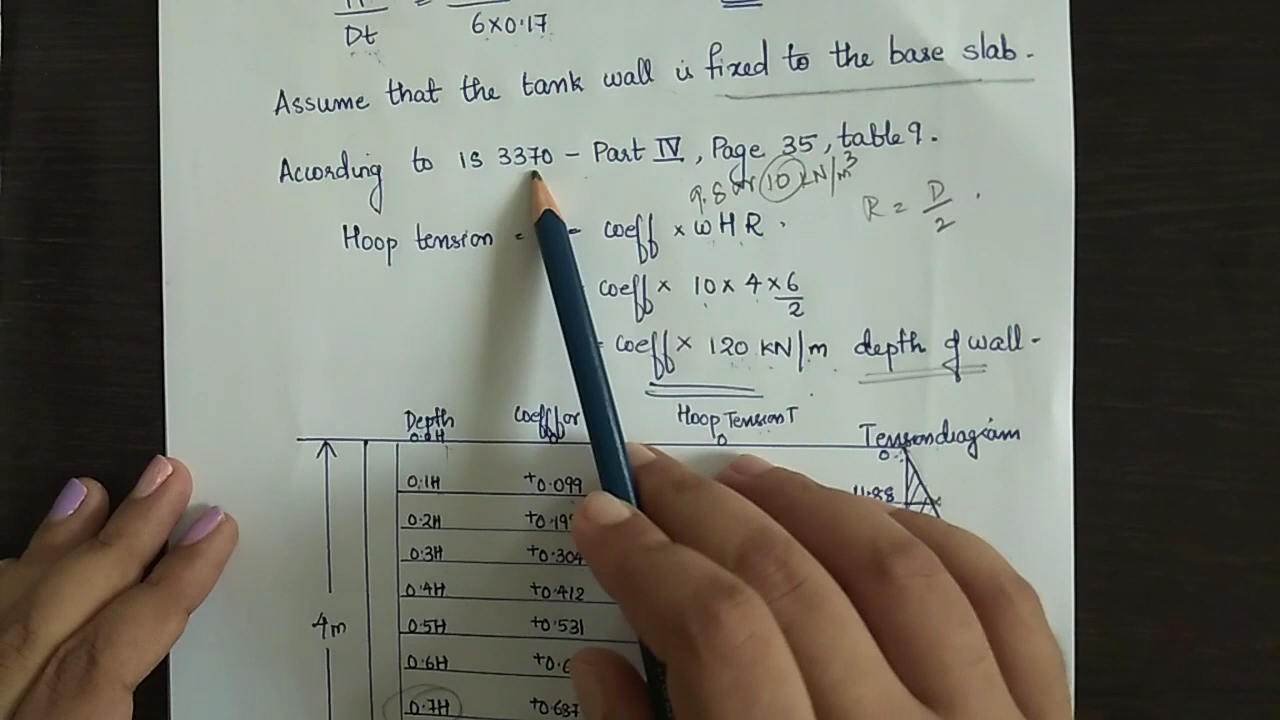 Dt 6×0.17
Assume that the tank wall is fixed to the base slab.
According to IS 3370 - Part IV, Page 35, table 9.
9.8 or 10 KN/m³
R = D/2
Hoop tension = coeff × w H R.
coeff × 10 × 4 × 6/2
= coeff × 120 KN/m depth of wall.
Depth Coeff for Hoop Tension T Tension diagram
0.0H 0 0
0.1H +0.099 11.88
0.2H
0.3H +0.304
0.4H +0.412
0.5H +0.531
4m
0.6H
0.7H +0.687